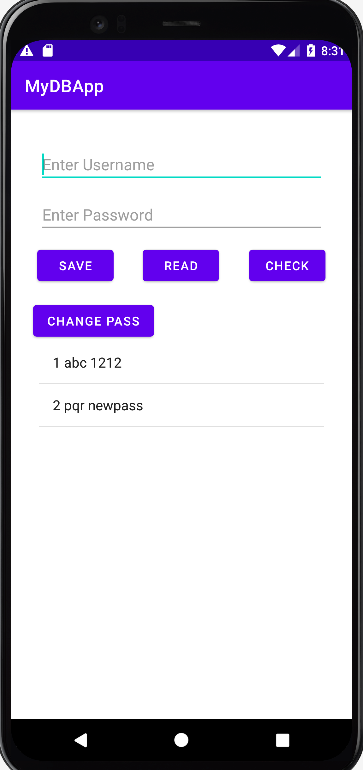 8:31
MyDBApp
Enter Username
Enter Password
SAVE READ CHECK
CHANGE PASS
1 abc 1212
2 pqr newpass